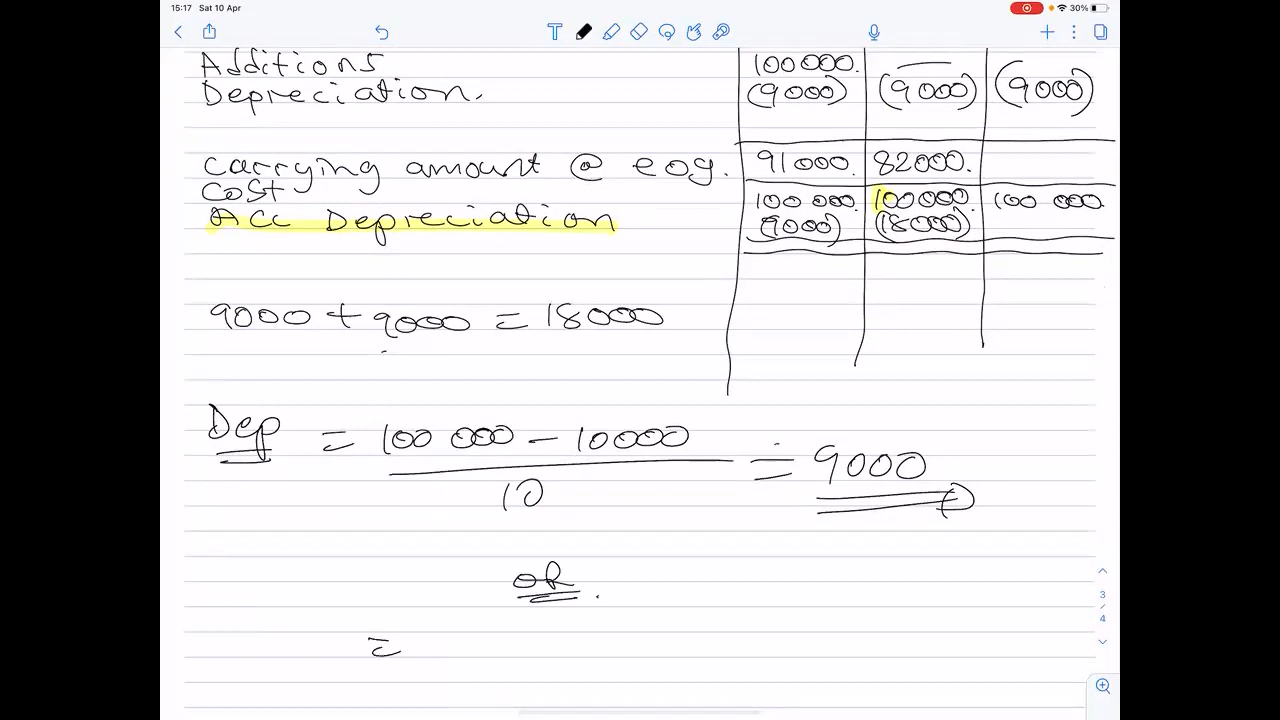 15:17 Sat 10 Apr
30%
T
Additions 100 000.
Depreciation. (9000) (9000) (9000)
carrying amount @ eoy. 91 000. 82000.
cost 100 000. 100000. 100 000.
Acc Depreciation (9000) (18000)
9000 + 9000 = 18000
Dep = 100 000 - 10000 = 9000
10
OR.
=
3
/
4